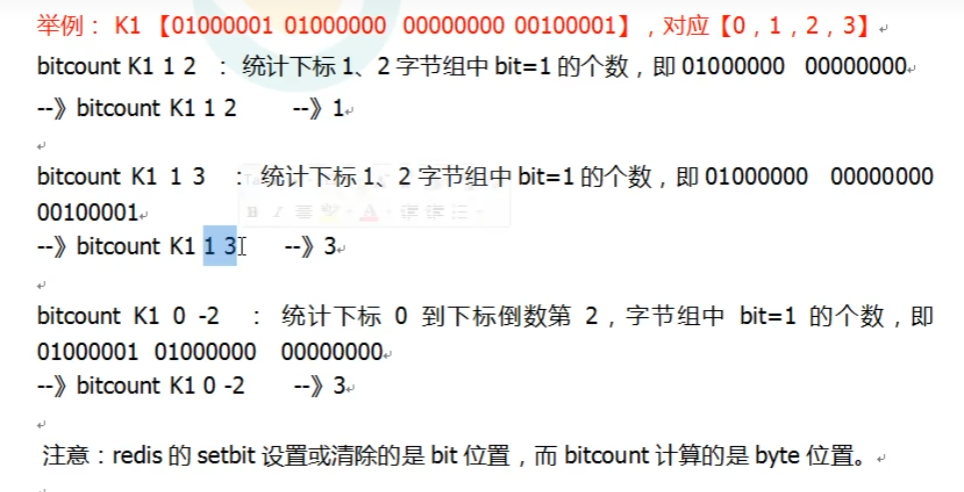 举例： K1 【01000001 01000000 00000000 00100001】，对应【0，1，2，3】
bitcount K1 1 2 ： 统计下标 1、2 字节组中 bit=1 的个数，即 01000000 00000000
--》bitcount K1 1 2 --》1
bitcount K1 1 3 ： 统计下标 1、2 字节组中 bit=1 的个数，即 01000000 00000000
00100001
--》bitcount K1 1 3 --》3
bitcount K1 0 -2 ： 统计下标 0 到下标倒数第 2，字节组中 bit=1 的个数，即
01000001 01000000 00000000
--》bitcount K1 0 -2 --》3
注意：redis 的 setbit 设置或清除的是 bit 位置，而 bitcount 计算的是 byte 位置。